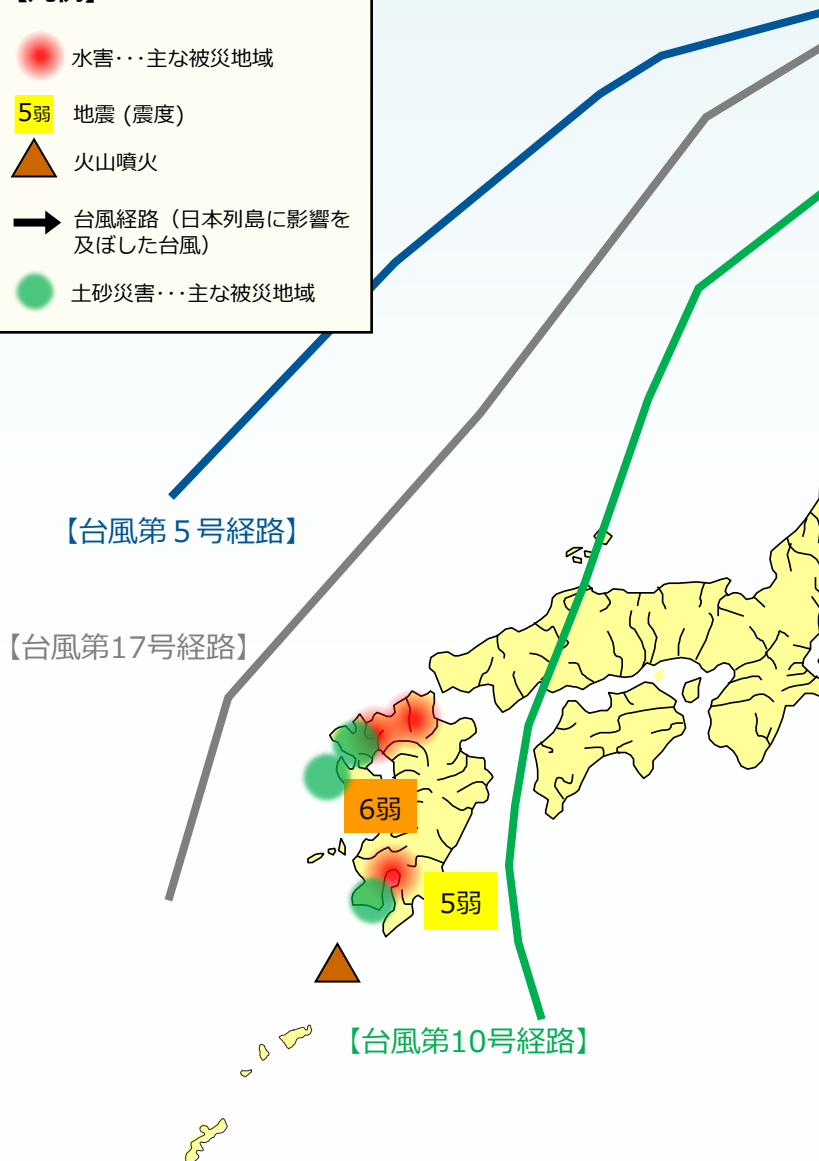 水害･･･主な被災地域
5弱 地震 (震度)
火山噴火
台風経路（日本列島に影響を
及ぼした台風）
土砂災害･･･主な被災地域
【台風第５号経路】
【台風第17号経路】
6弱
5弱
【台風第10号経路】